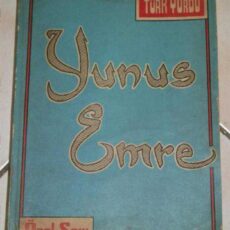 TÜRK YURDU
Yunus
Emre
Özel Sayı